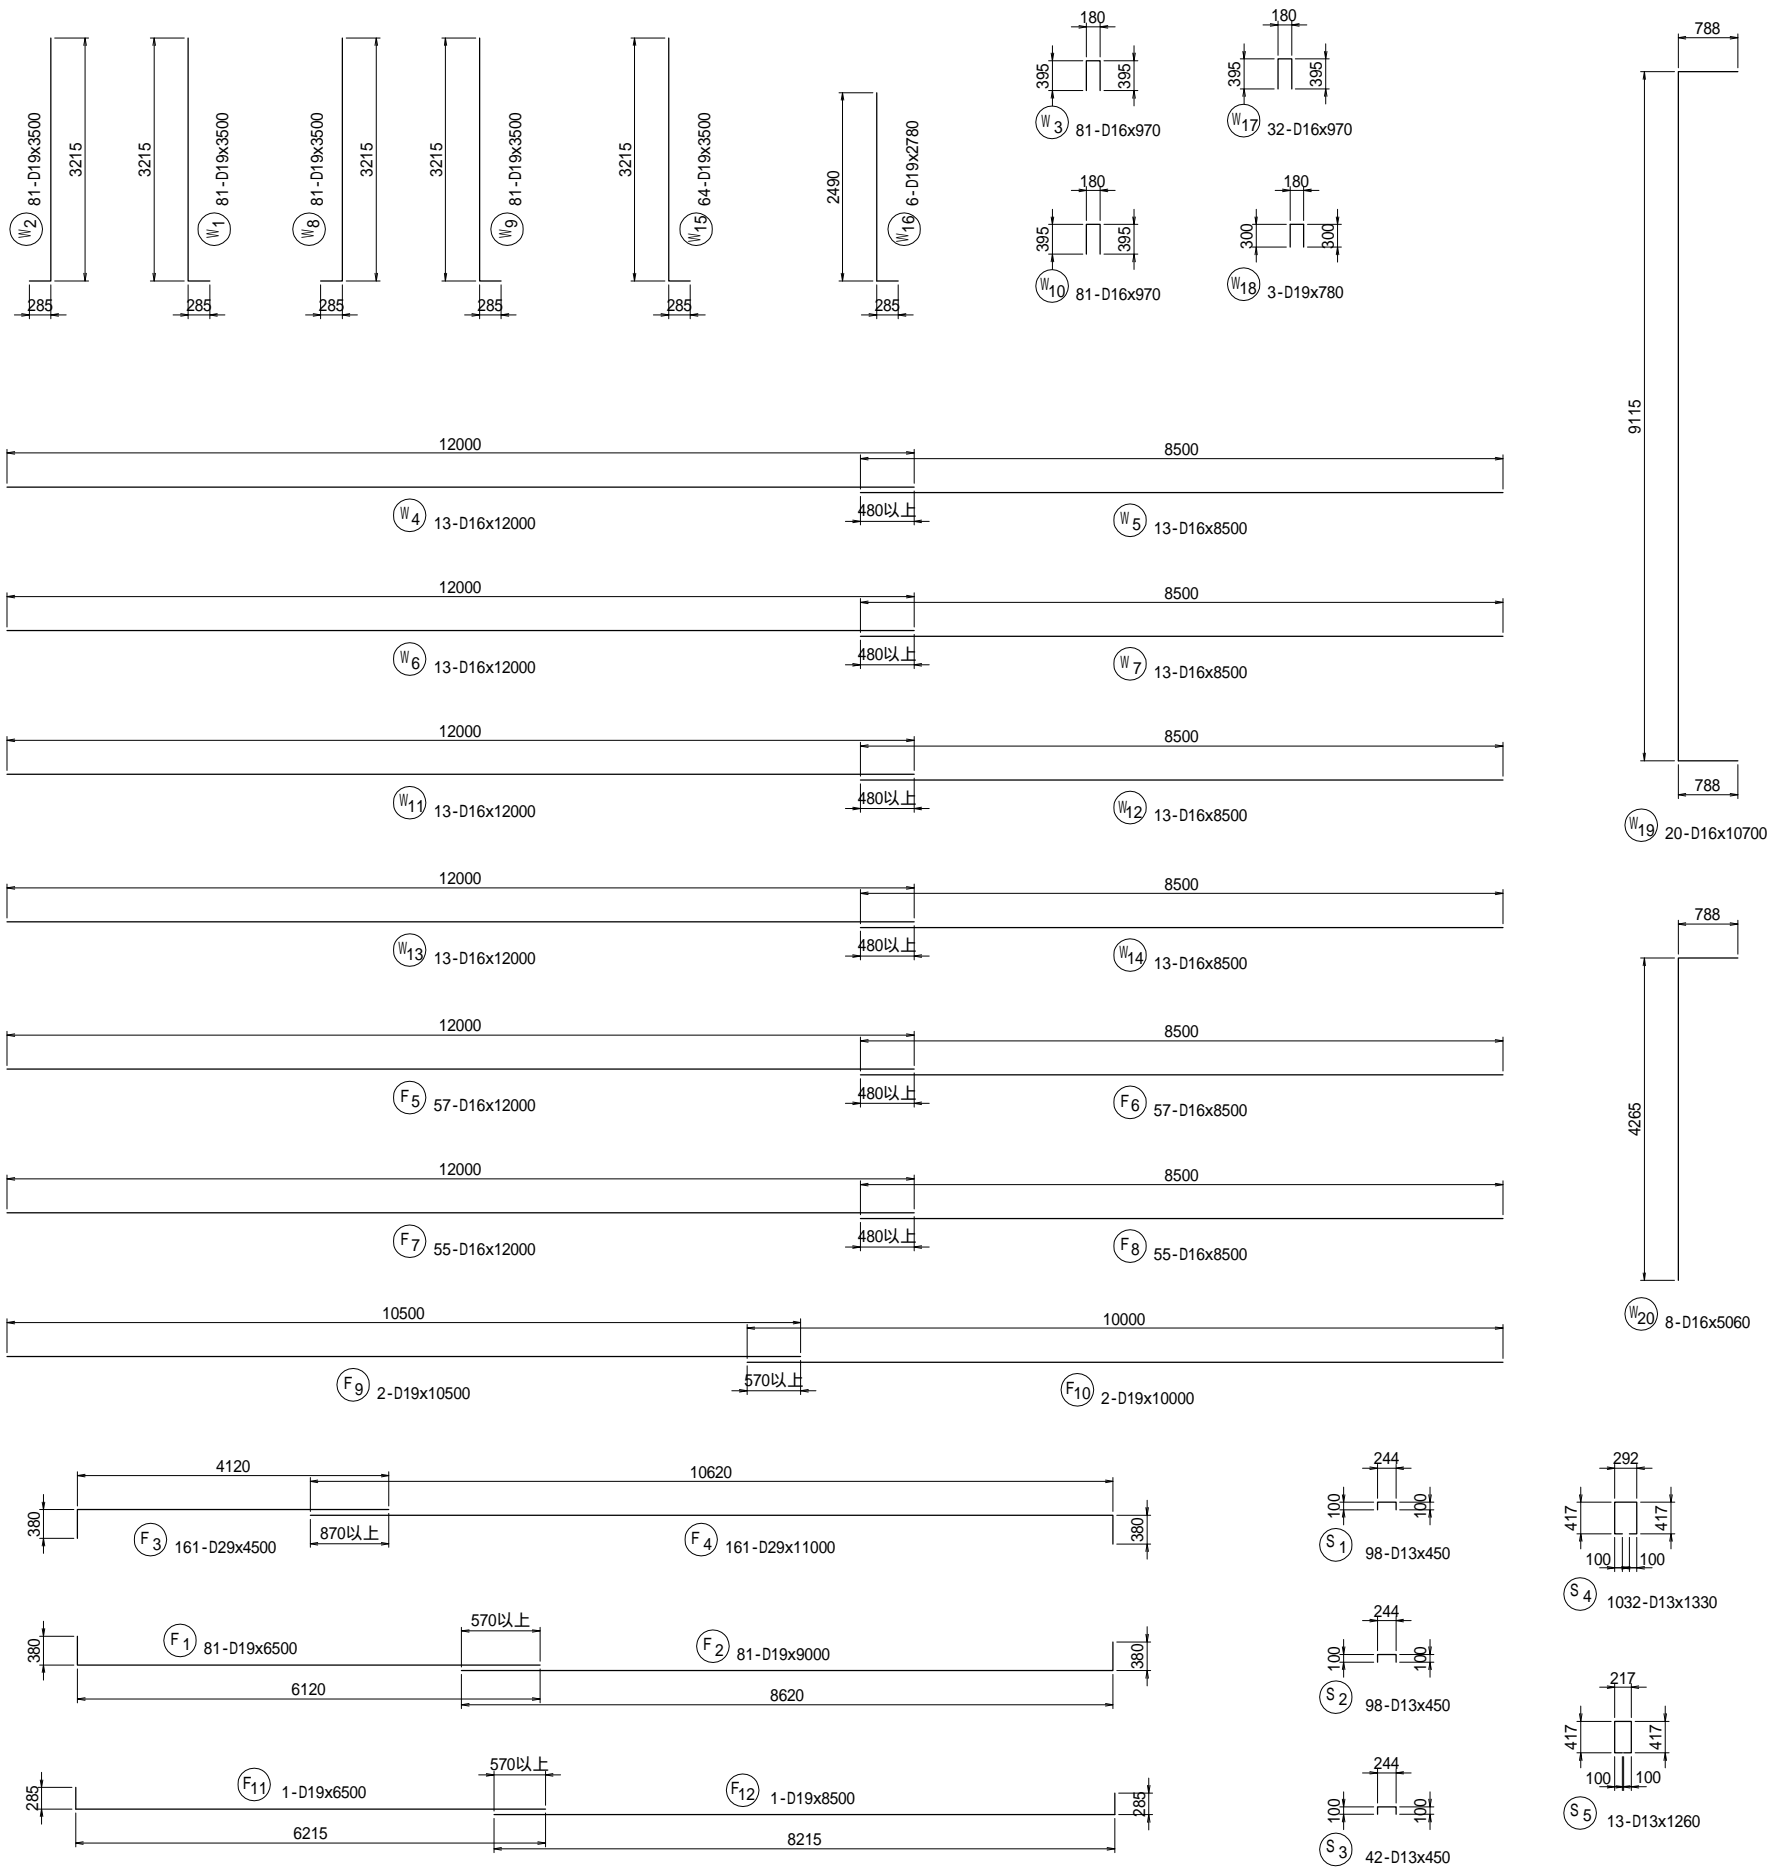 W2 81-D19x3500
3215
285
3215
W1 81-D19x3500
285
W8 81-D19x3500
3215
285
3215
W9 81-D19x3500
285
3215
W15 64-D19x3500
285
2490
W16 6-D19x2780
285
180
395
395
W3 81-D16x970
180
395
395
W17 32-D16x970
180
395
395
W10 81-D16x970
180
300
300
W18 3-D19x780
788
9115
788
W19 20-D16x10700
12000
8500
480以上
W4 13-D16x12000
W5 13-D16x8500
12000
8500
480以上
W6 13-D16x12000
W7 13-D16x8500
12000
8500
480以上
W11 13-D16x12000
W12 13-D16x8500
12000
8500
480以上
W13 13-D16x12000
W14 13-D16x8500
788
4265
W20 8-D16x5060
12000
8500
480以上
F5 57-D16x12000
F6 57-D16x8500
12000
8500
480以上
F7 55-D16x12000
F8 55-D16x8500
10500
10000
570以上
F9 2-D19x10500
F10 2-D19x10000
4120
10620
380
870以上
380
F3 161-D29x4500
F4 161-D29x11000
244
100
100
S1 98-D13x450
292
417
417
100
100
S4 1032-D13x1330
570以上
380
F1 81-D19x6500
F2 81-D19x9000
380
6120
8620
244
100
100
S2 98-D13x450
217
417
417
100
100
S5 13-D13x1260
570以上
285
F11 1-D19x6500
F12 1-D19x8500
285
6215
8215
244
100
100
S3 42-D13x450